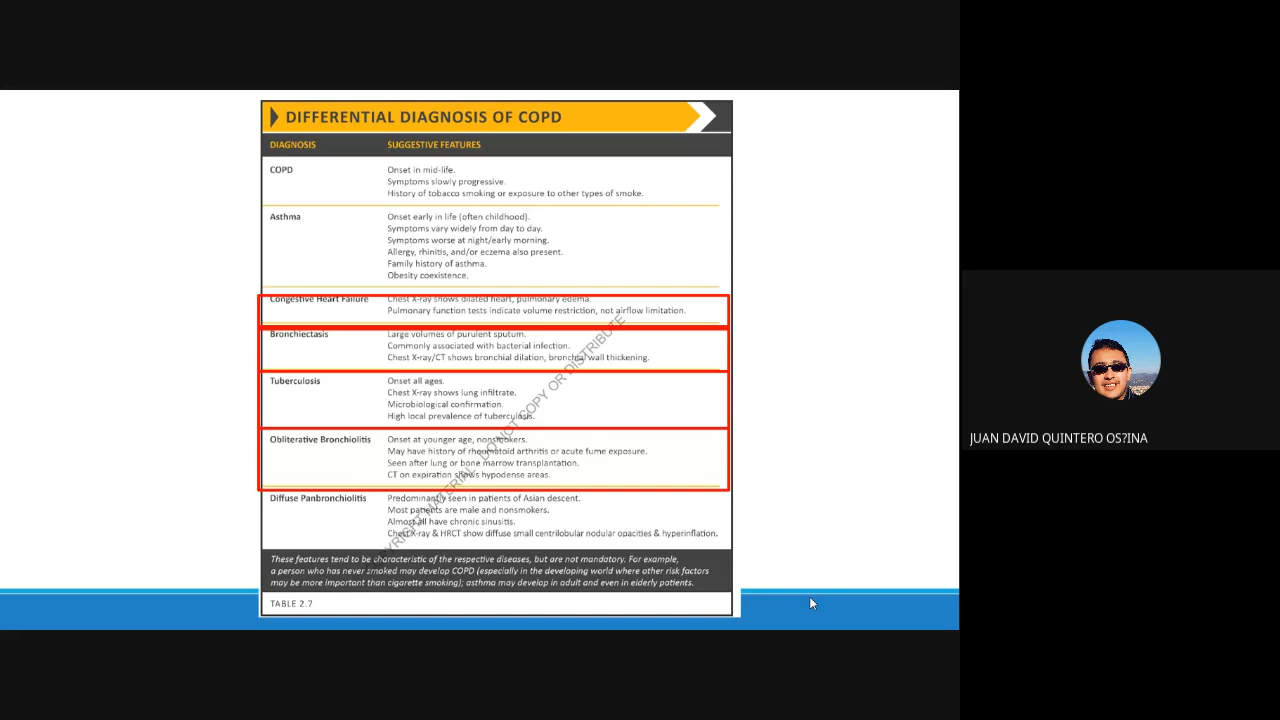 DIFFERENTIAL DIAGNOSIS OF COPD
DIAGNOSIS SUGGESTIVE FEATURES
COPD Onset in mid-life.
Symptoms slowly progressive.
History of tobacco smoking or exposure to other types of smoke.
Asthma Onset early in life (often childhood).
Symptoms vary widely from day to day.
Symptoms worse at night/early morning.
Allergy, rhinitis, and/or eczema also present.
Family history of asthma.
Obesity coexistence.
Congestive Heart Failure Chest X-ray shows dilated heart, pulmonary edema.
Pulmonary function tests indicate volume restriction, not airflow limitation.
Bronchiectasis Large volumes of purulent sputum.
Commonly associated with bacterial infection.
Chest X-ray/CT shows bronchial dilation, bronchial wall thickening.
Tuberculosis Onset all ages.
Chest X-ray shows lung infiltrate.
Microbiological confirmation.
High local prevalence of tuberculosis.
Obliterative Bronchiolitis Onset at younger age, nonsmokers.
May have history of rheumatoid arthritis or acute fume exposure.
Seen after lung or bone marrow transplantation.
CT on expiration shows hypodense areas.
Diffuse Panbronchiolitis Predominantly seen in patients of Asian descent.
Most patients are male and nonsmokers.
Almost all have chronic sinusitis.
Chest X-ray & HRCT show diffuse small centrilobular nodular opacities & hyperinflation.
These features tend to be characteristic of the respective diseases, but are not mandatory. For example,
a person who has never smoked may develop COPD (especially in the developing world where other risk factors
may be more important than cigarette smoking); asthma may develop in adult and even in elderly patients.
TABLE 2.7
MATERIAL - DO NOT COPY OR DISTRIBUTE
JUAN DAVID QUINTERO OS?INA